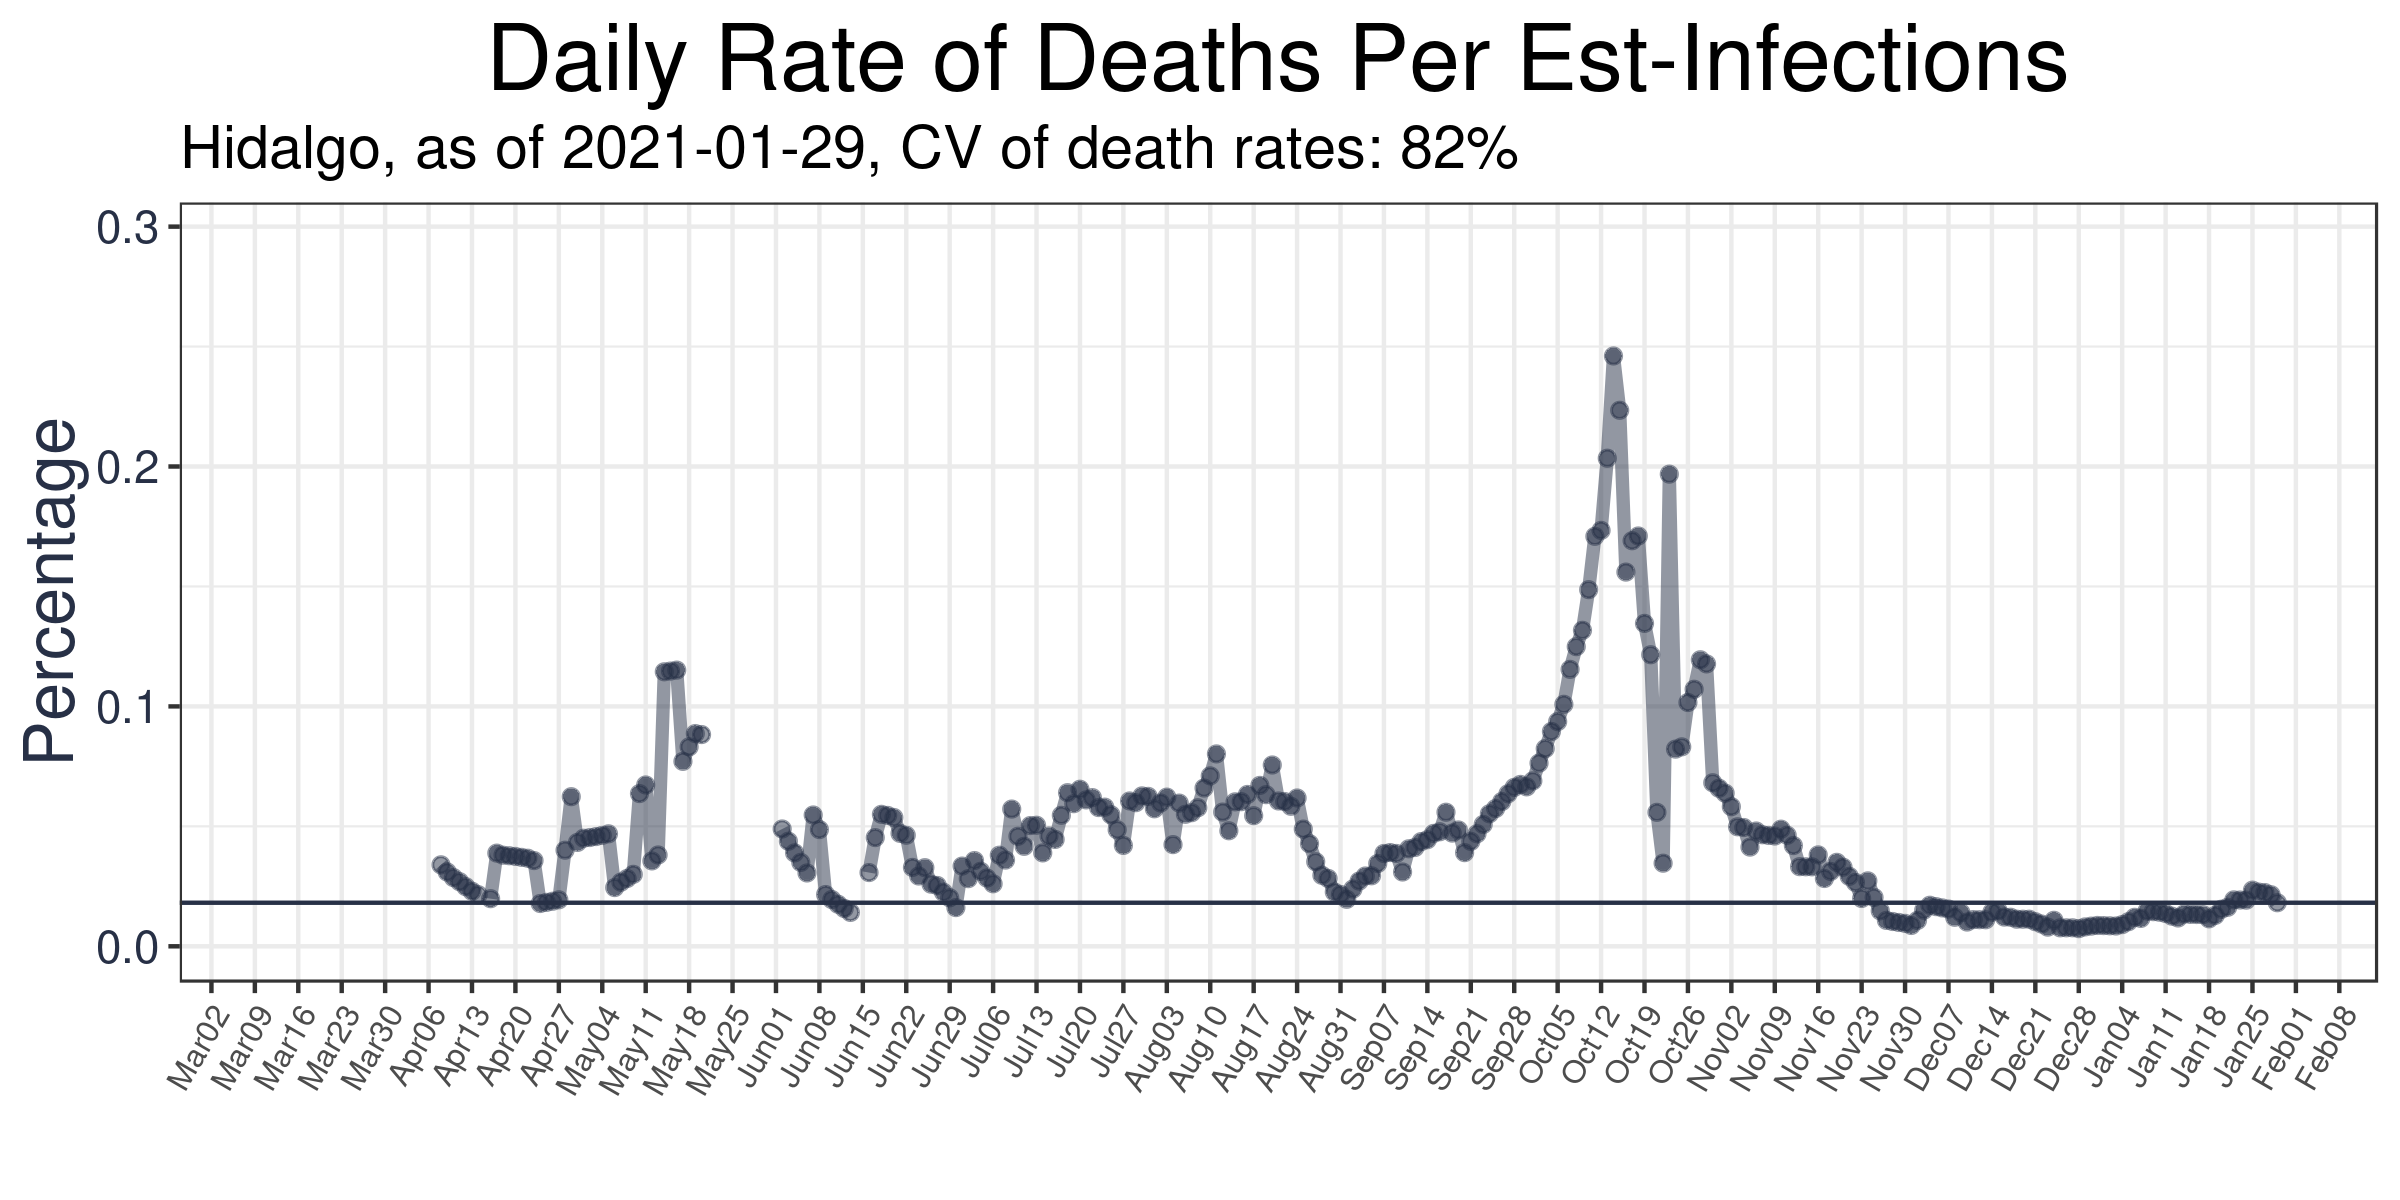 Daily Rate of Deaths Per Est-Infections
Hidalgo, as of 2021-01-29, CV of death rates: 82%
Percentage
0.3
0.2
0.1
0.0
Mar02 Mar09 Mar16 Mar23 Mar30 Apr06 Apr13 Apr20 Apr27 May04 May11 May18 May25 Jun01 Jun08 Jun15 Jun22 Jun29 Jul06 Jul13 Jul20 Jul27 Aug03 Aug10 Aug17 Aug24 Aug31 Sep07 Sep14 Sep21 Sep28 Oct05 Oct12 Oct19 Oct26 Nov02 Nov09 Nov16 Nov23 Nov30 Dec07 Dec14 Dec21 Dec28 Jan04 Jan11 Jan18 Jan25 Feb01 Feb08